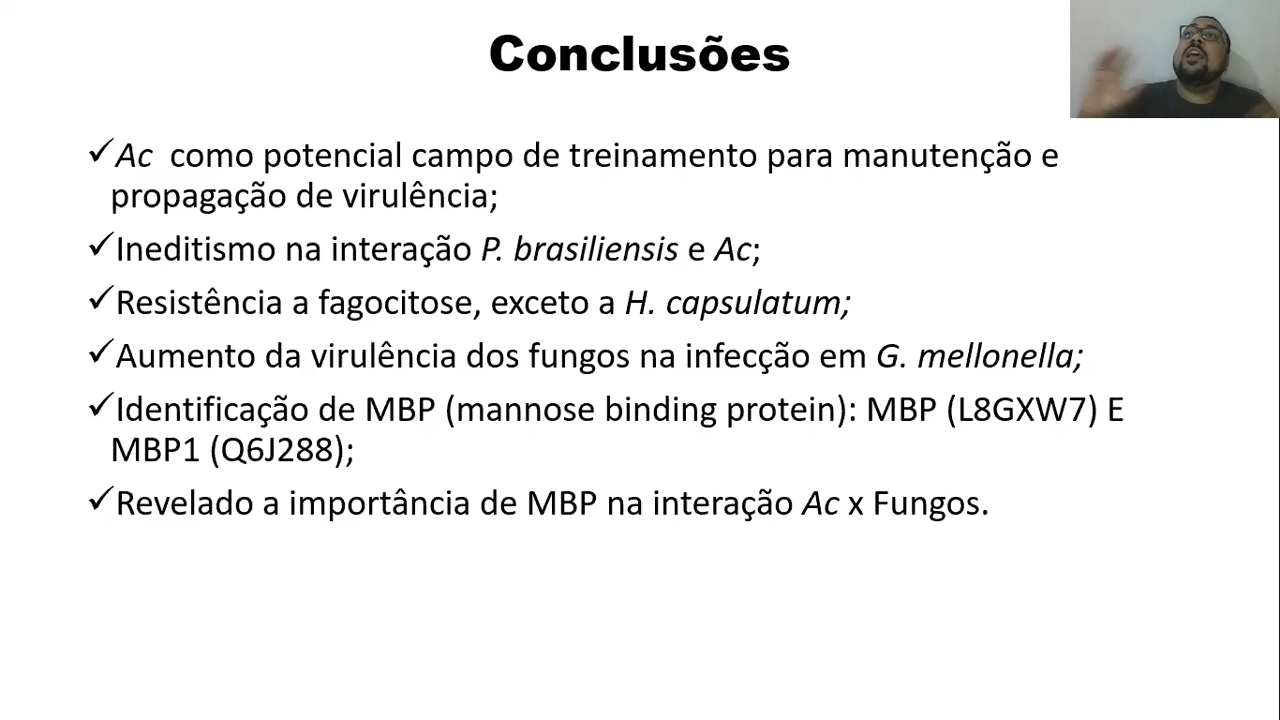 Conclusões
✓Ac como potencial campo de treinamento para manutenção e
propagação de virulência;
✓Ineditismo na interação P. brasiliensis e Ac;
✓Resistência a fagocitose, exceto a H. capsulatum;
✓Aumento da virulência dos fungos na infecção em G. mellonella;
✓Identificação de MBP (mannose binding protein): MBP (L8GXW7) E
MBP1 (Q6J288);
✓Revelado a importância de MBP na interação Ac x Fungos.